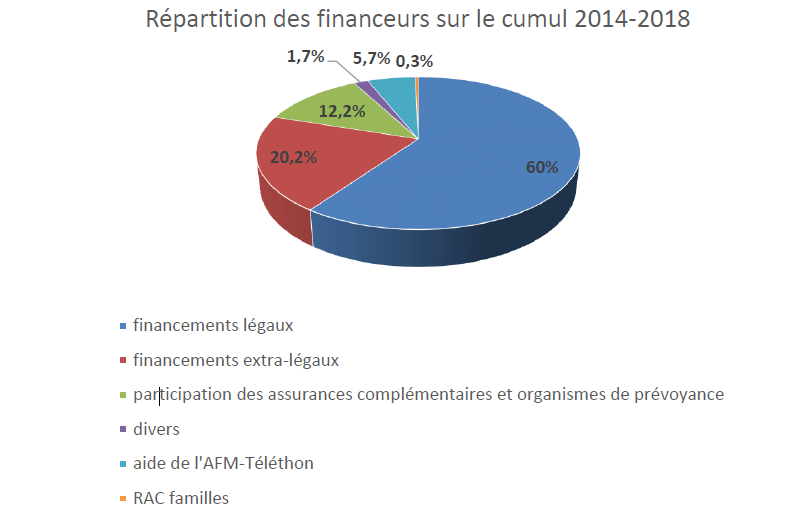 Répartition des financeurs sur le cumul 2014-2018
1,7% 5,7% 0,3%
12,2%
20,2%
60%
financements légaux
financements extra-légaux
participation des assurances complémentaires et organismes de prévoyance
divers
aide de l'AFM-Téléthon
RAC familles